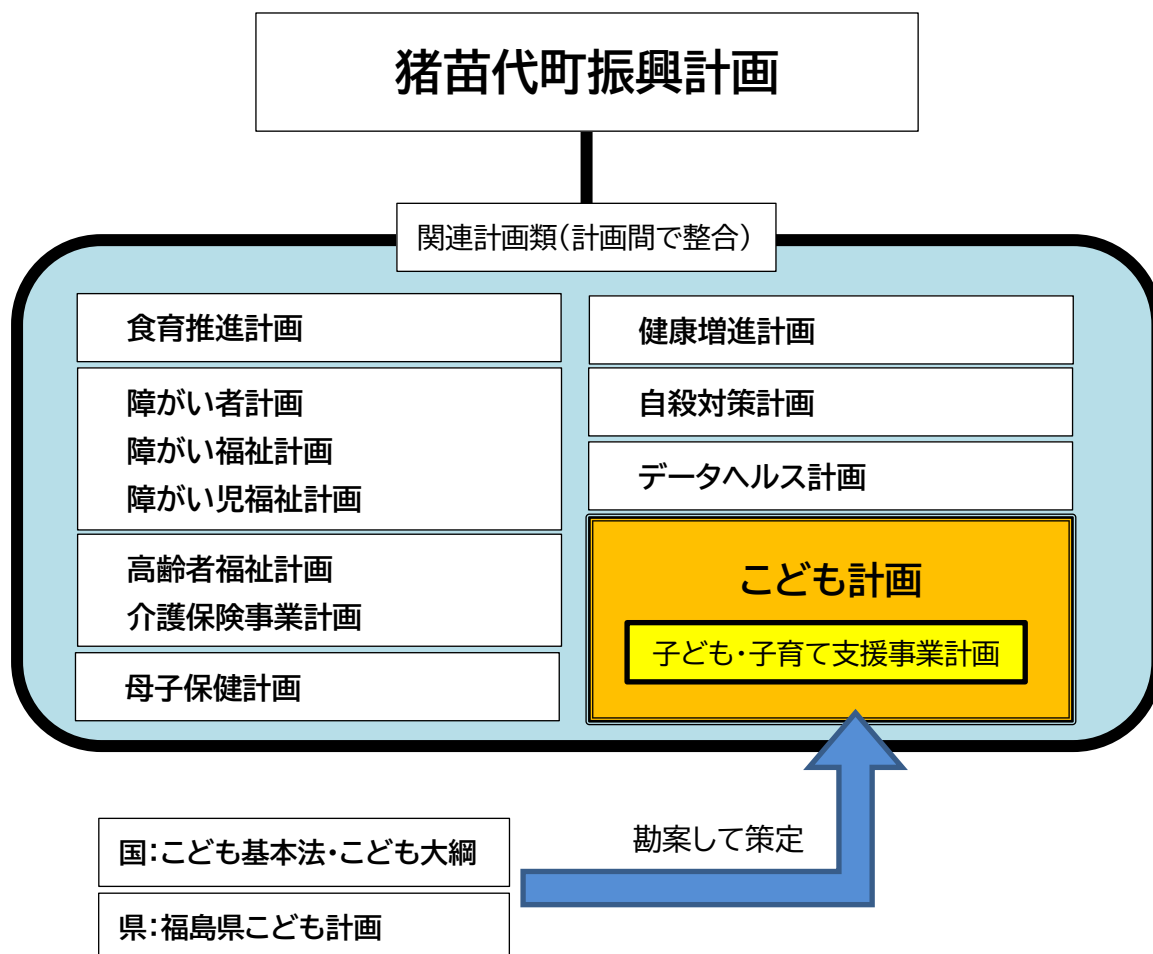 猪苗代町振興計画
関連計画類(計画間で整合)
食育推進計画
障がい者計画
障がい福祉計画
障がい児福祉計画
高齢者福祉計画
介護保険事業計画
母子保健計画
健康増進計画
自殺対策計画
データヘルス計画
こども計画
子ども・子育て支援事業計画
国:こども基本法・こども大綱
県:福島県こども計画
勘案して策定